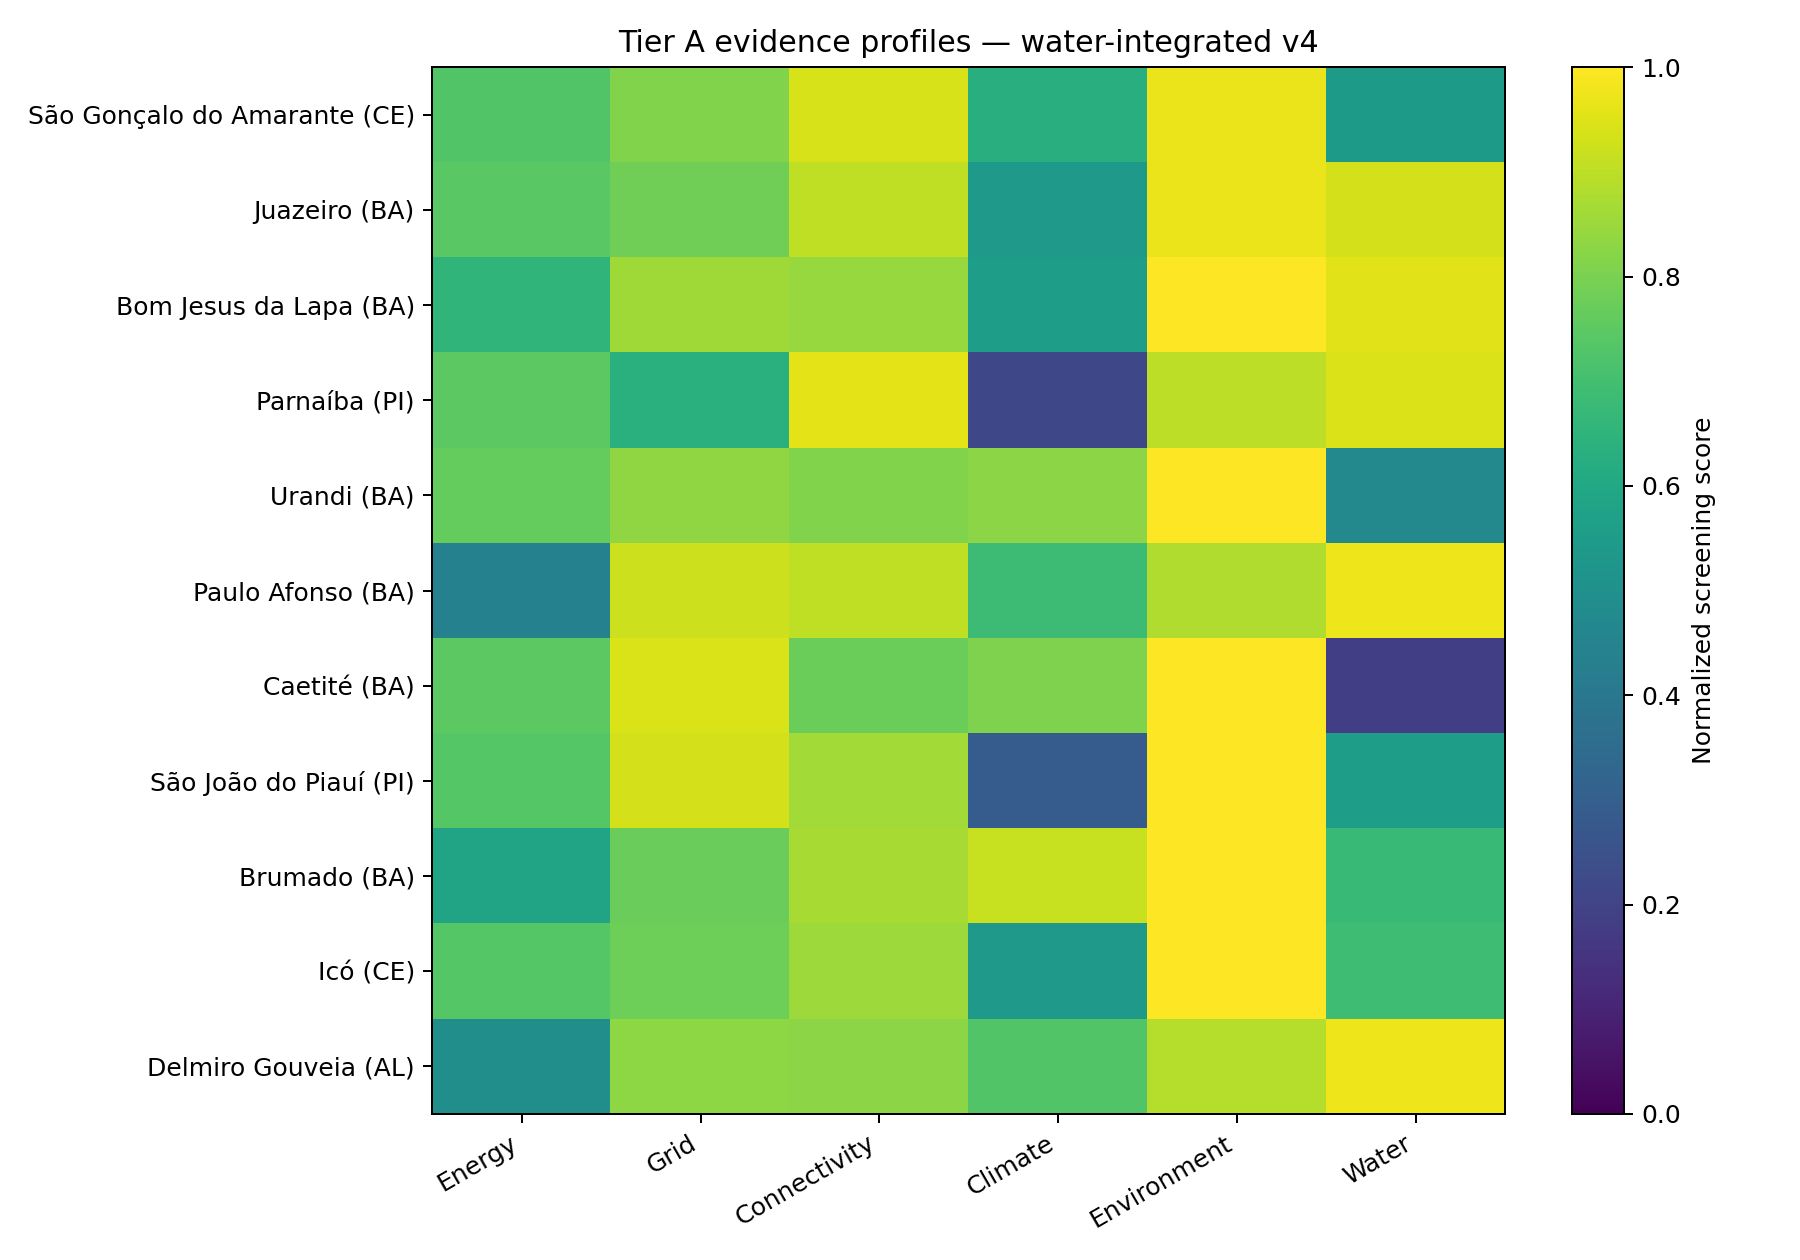 Tier A evidence profiles — water-integrated v4
São Gonçalo do Amarante (CE)
Juazeiro (BA)
Bom Jesus da Lapa (BA)
Parnaíba (PI)
Urandi (BA)
Paulo Afonso (BA)
Caetité (BA)
São João do Piauí (PI)
Brumado (BA)
Icó (CE)
Delmiro Gouveia (AL)
Energy
Grid
Connectivity
Climate
Environment
Water
1.0
0.8
0.6
0.4
0.2
0.0
Normalized screening score